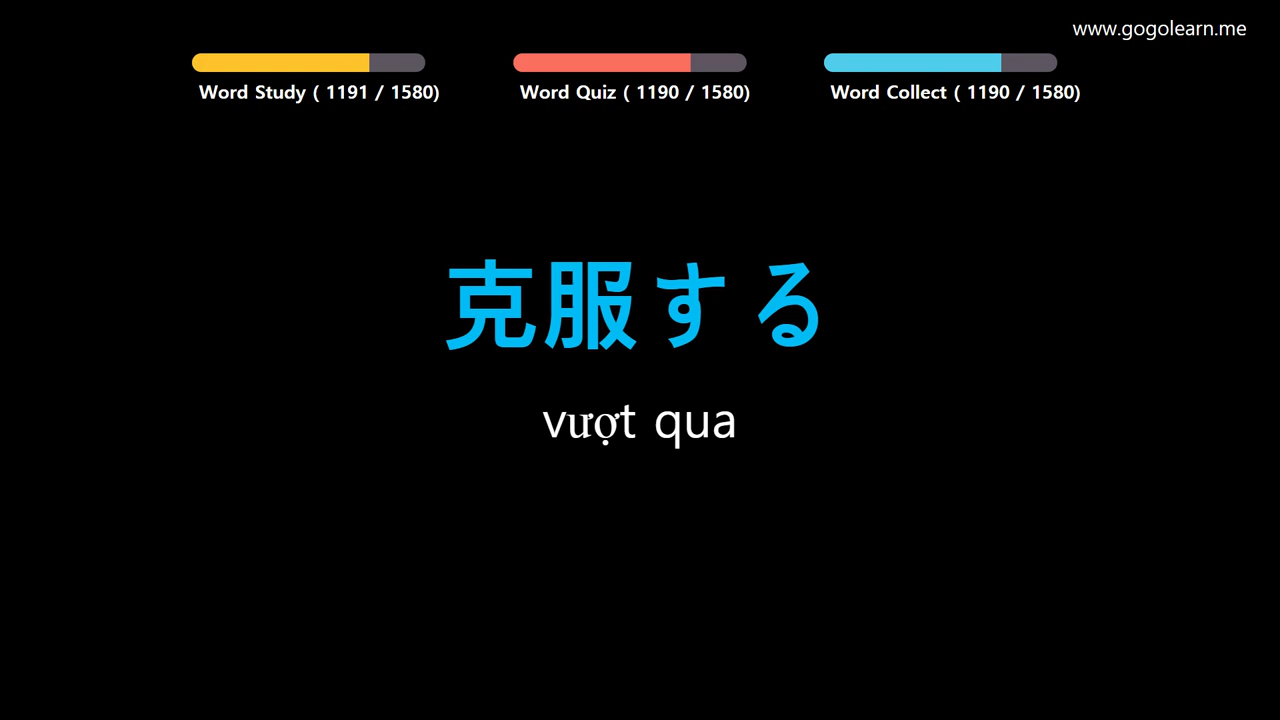 www.gogolearn.me
Word Study ( 1191 / 1580)
Word Quiz ( 1190 / 1580)
Word Collect ( 1190 / 1580)
克服する
vượt qua